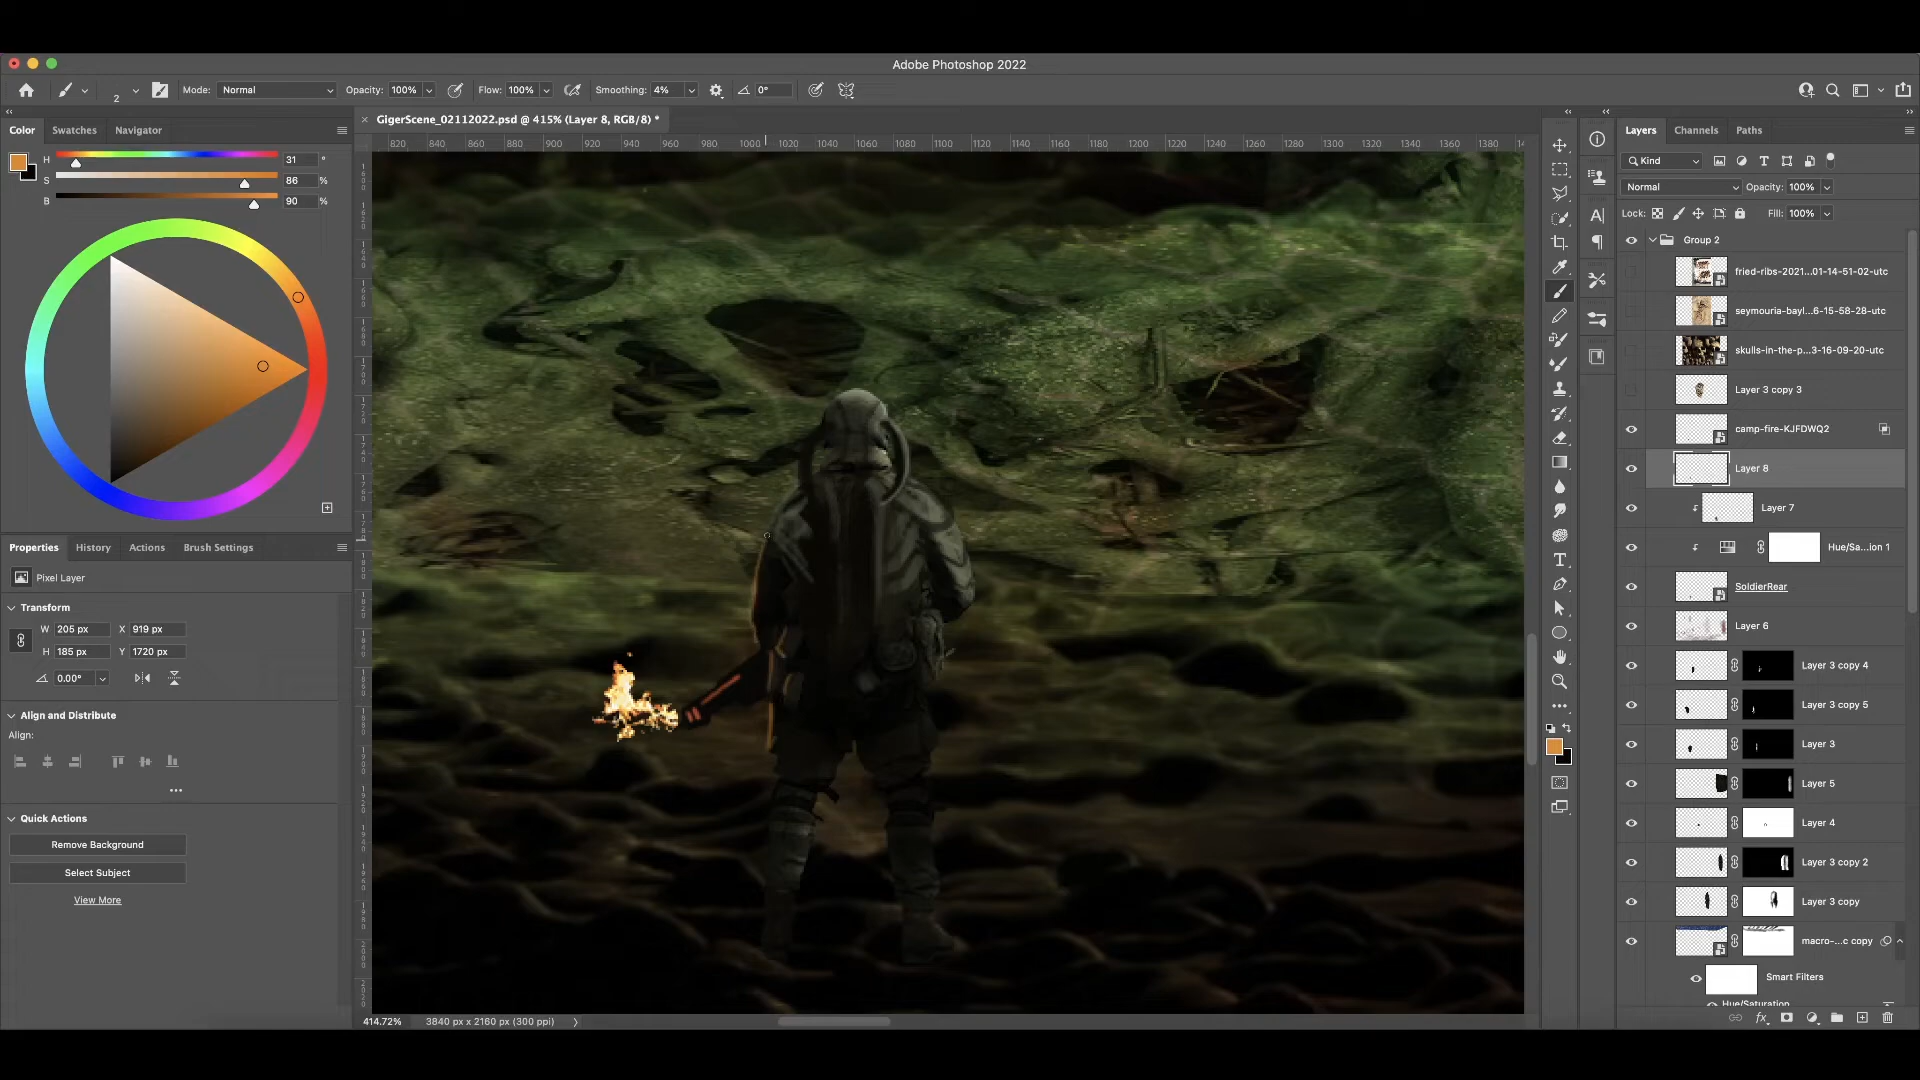 Adobe Photoshop 2022
2 Mode: Normal Opacity: 100% Flow: 100% Smoothing: 4% 0°
Color Swatches Navigator
GigerScene_02112022.psd @ 415% (Layer 8, RGB/8) *
Layers Channels Paths
820 840 860 880 900 920 940 960 980 1000 1020 1040 1060 1080 1100 1120 1140 1160 1180 1200 1220 1240 1260 1280 1300 1320 1340 1360 1380
H 31 °
S 86 %
B 90 %
Kind
Normal Opacity: 100%
Lock: Fill: 100%
Group 2
fried-ribs-2021...01-14-51-02-utc
seymouria-bayl...6-15-58-28-utc
skulls-in-the-p...3-16-09-20-utc
Layer 3 copy 3
camp-fire-KJFDWQ2
Layer 8
Layer 7
Hue/Sa...ion 1
SoldierRear
Layer 6
Layer 3 copy 4
Layer 3 copy 5
Layer 3
Layer 5
Layer 4
Layer 3 copy 2
Layer 3 copy
macro-...c copy
Smart Filters
Hue/Saturation
Properties History Actions Brush Settings
Pixel Layer
Transform
W 205 px X 919 px
H 185 px Y 1720 px
0.00°
Align and Distribute
Align:
Quick Actions
Remove Background
Select Subject
View More
414.72% 3840 px x 2160 px (300 ppi)